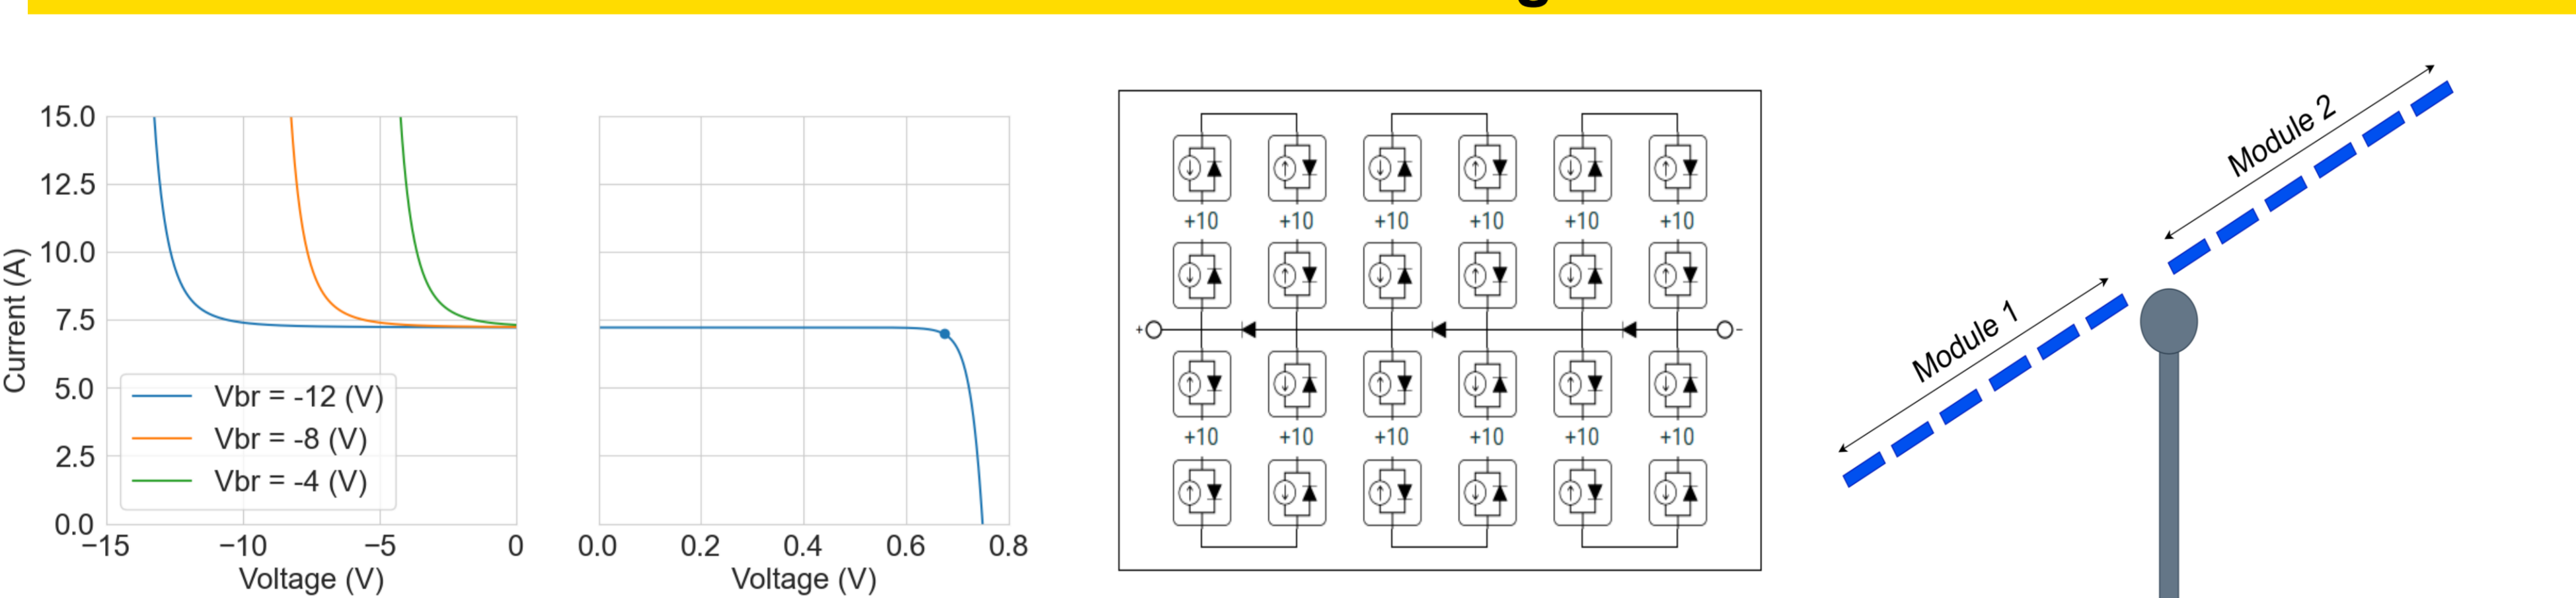 g
15.0
12.5
10.0
7.5
5.0
2.5
0.0
Current (A)
Vbr = -12 (V)
Vbr = -8 (V)
Vbr = -4 (V)
−15 −10 −5 0
Voltage (V)
0.0 0.2 0.4 0.6 0.8
Voltage (V)
+10 +10 +10 +10 +10 +10
+ -
+10 +10 +10 +10 +10 +10
Module 1
Module 2